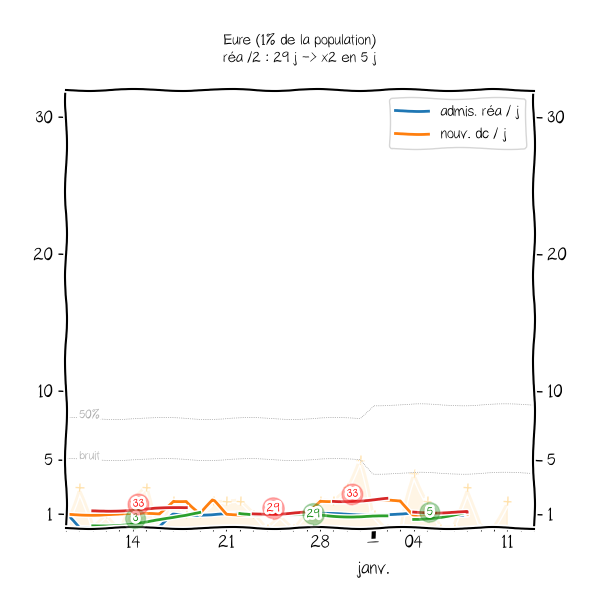 Eure (1% de la population)
réa /2 : 29 j -> x2 en 5 j
admis. réa / j
nouv. dc / j
30 30
20 20
10 10
50%
5 bruit 5
33 29 33
3 29 5
1 1
14 21 28 1 04 11
janv.